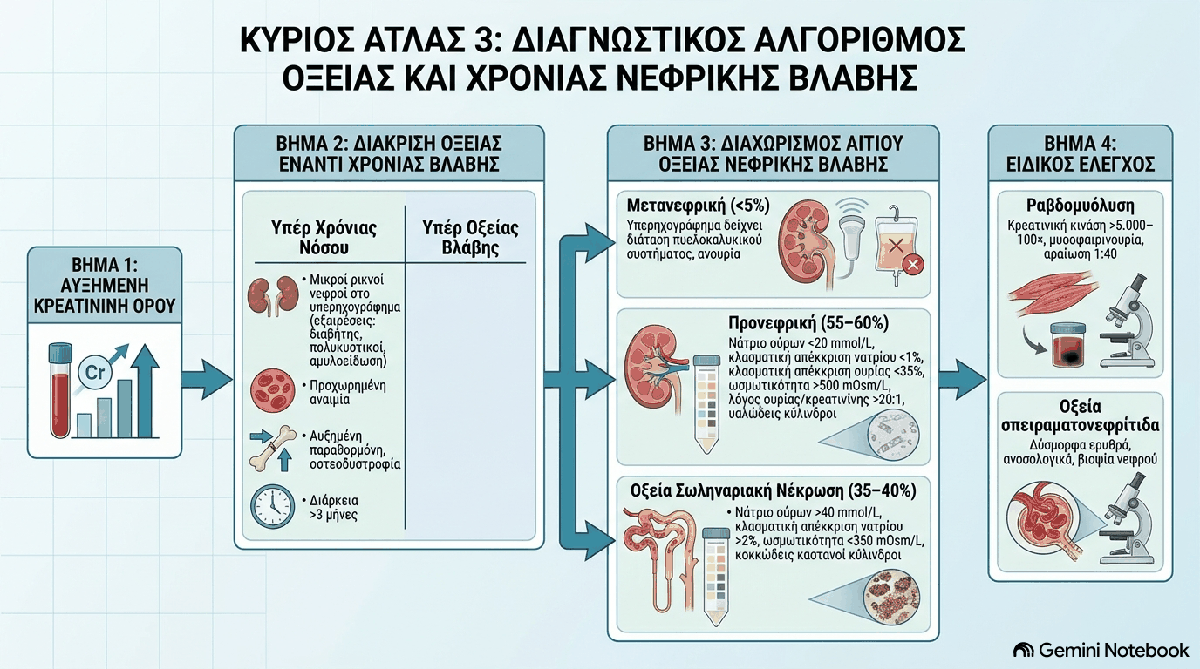 ΚΥΡΙΟΣ ΑΤΛΑΣ 3: ΔΙΑΓΝΩΣΤΙΚΟΣ ΑΛΓΟΡΙΘΜΟΣ
ΟΞΕΙΑΣ ΚΑΙ ΧΡΟΝΙΑΣ ΝΕΦΡΙΚΗΣ ΒΛΑΒΗΣ
ΒΗΜΑ 1:
ΑΥΞΗΜΕΝΗ
ΚΡΕΑΤΙΝΙΝΗ ΟΡΟΥ
Cr
ΒΗΜΑ 2: ΔΙΑΚΡΙΣΗ ΟΞΕΙΑΣ
ΕΝΑΝΤΙ ΧΡΟΝΙΑΣ ΒΛΑΒΗΣ
Υπέρ Χρόνιας
Νόσου
• Μικροί ρικνοί
νεφροί στο
υπερηχογράφημα
(εξαιρέσεις:
διαβήτης,
πολυκυστικοί,
αμυλοείδωση)
• Προχωρημένη
αναιμία
• Αυξημένη
παραθορμόνη,
οστεοδυστροφία
• Διάρκεια
>3 μήνες
Υπέρ Οξείας
Βλάβης
ΒΗΜΑ 3: ΔΙΑΧΩΡΙΣΜΟΣ ΑΙΤΙΟΥ
ΟΞΕΙΑΣ ΝΕΦΡΙΚΗΣ ΒΛΑΒΗΣ
Μετανεφρική (<5%)
Υπερηχογράφημα δείχνει
διάταση πυελοκαλυκικού
συστήματος, ανουρία
Προνεφρική (55–60%)
Νάτριο ούρων <20 mmol/L,
κλασματική απέκκριση νατρίου <1%,
κλασματική απέκκριση ουρίας <35%,
ωσμωτικότητα >500 mOsm/L,
λόγος ουρίας/κρεατινίνης >20:1,
υαλώδεις κύλινδροι
Οξεία Σωληναριακή Νέκρωση (35–40%)
• Νάτριο ούρων >40 mmol/L,
κλασματική απέκκριση νατρίου
>2%, ωσμωτικότητα <350 mOsm/L,
κοκκώδεις καστανοί κύλινδροι
ΒΗΜΑ 4:
ΕΙΔΙΚΟΣ ΕΛΕΓΧΟΣ
Ραβδομυόλυση
Κρεατινική κινάση >5.000–
100×, μυοσφαιρινουρία,
αραίωση 1:40
Οξεία
σπειραματονεφρίτιδα
Δύσμορφα ερυθρά,
ανοσολογικά, βιοψία νεφρού
Gemini Notebook